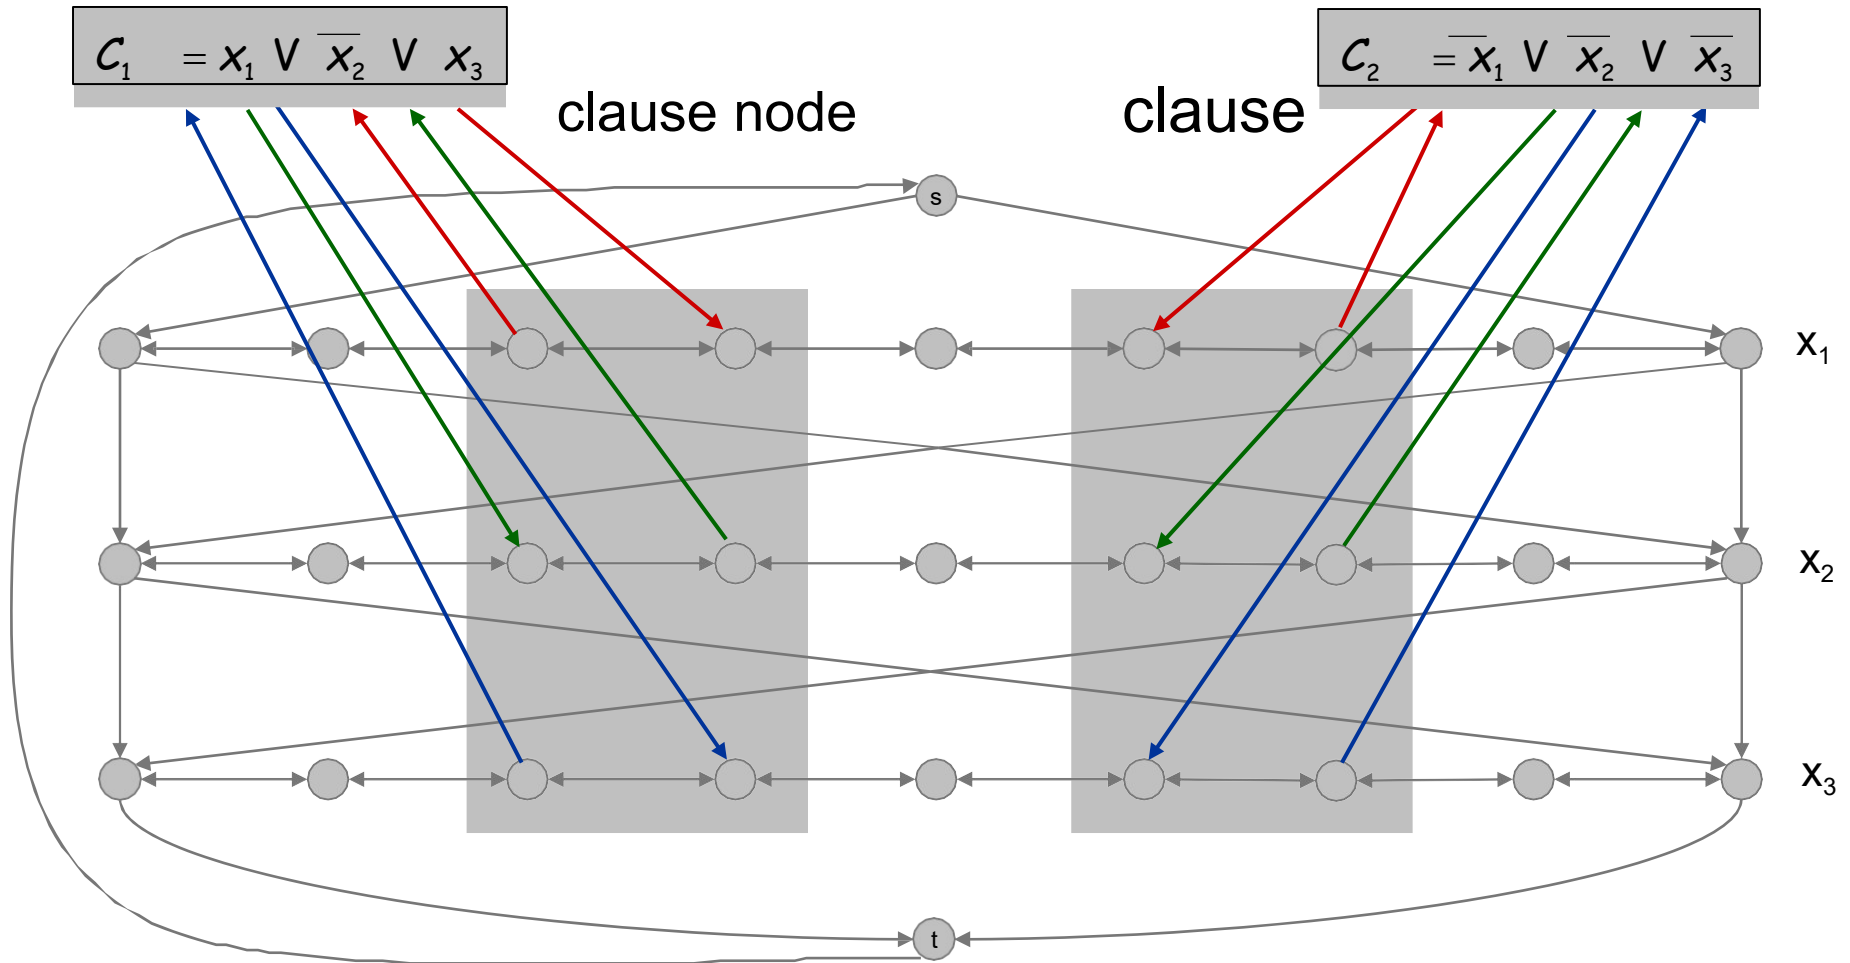 C₁ = x₁ V x̅₂ V x₃
C₂ = x̅₁ V x̅₂ V x̅₃
clause node
clause
s
x₁
x₂
x₃
t